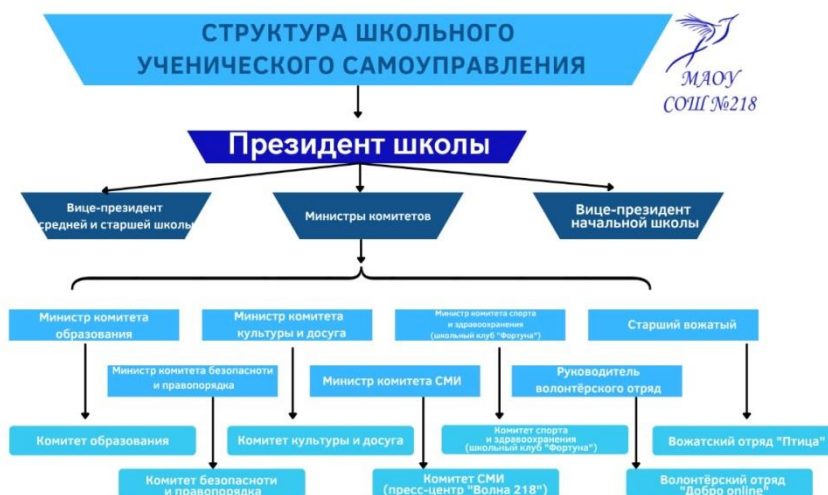 СТРУКТУРА ШКОЛЬНОГО
УЧЕНИЧЕСКОГО САМОУПРАВЛЕНИЯ
МАОУ
СОШ №218
Президент школы
Вице-президент
средней и старшей школы
Министры комитетов
Вице-президент
начальной школы
Министр комитета
образования
Министр комитета
культуры и досуга
Министр комитета спорта
и здравоохранения
(школьный клуб "Фортуна")
Старший вожатый
Министр комитета безопасноти
и правопорядка
Министр комитета СМИ
Руководитель
волонтёрского отряд
Комитет образования
Комитет культуры и досуга
Комитет спорта
и здравоохранения
(школьный клуб "Фортуна")
Вожатский отряд "Птица"
Комитет безопасноти
и правопорядка
Комитет СМИ
(пресс-центр "Волна 218")
Волонтёрский отряд
"Добро online"